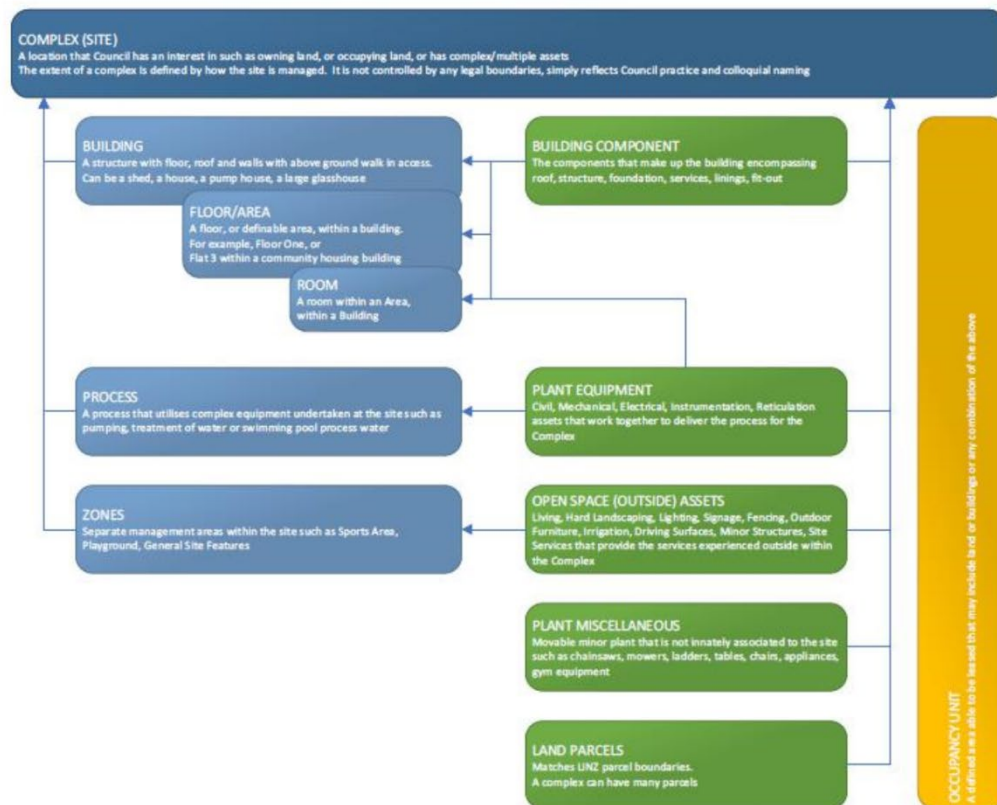 COMPLEX (SITE)
A location that Council has an interest in such as owning land, or occupying land, or has complex/multiple assets
The extent of a complex is defined by how the site is managed. It is not controlled by any legal boundaries, simply reflects Council practice and colloquial naming
BUILDING
A structure with floor, roof and walls with above ground walk in access.
Can be a shed, a house, a pump house, a large glasshouse
FLOOR/AREA
A floor, or definable area, within a building.
For example, Floor One, or
Flat 3 within a community housing building
ROOM
A room within an Area,
within a Building
PROCESS
A process that utilises complex equipment undertaken at the site such as
pumping, treatment of water or swimming pool process water
ZONES
Separate management areas within the site such as Sports Area,
Playground, General Site Features
BUILDING COMPONENT
The components that make up the building encompassing
roof, structure, foundation, services, linings, fit-out
PLANT EQUIPMENT
Civil, Mechanical, Electrical, Instrumentation, Reticulation
assets that work together to deliver the process for the
Complex
OPEN SPACE (OUTSIDE) ASSETS
Living, Hard Landscaping, Lighting, Signage, Fencing, Outdoor
Furniture, Irrigation, Driving Surfaces, Minor Structures, Site
Services that provide the services experienced outside within
the Complex
PLANT MISCELLANEOUS
Movable minor plant that is not innately associated to the site
such as chainsaws, mowers, ladders, tables, chairs, appliances,
gym equipment
LAND PARCELS
Matches LINZ parcel boundaries.
A complex can have many parcels
OCCUPANCY UNIT
A defined area able to be leased that may include land or buildings or any combination of the above